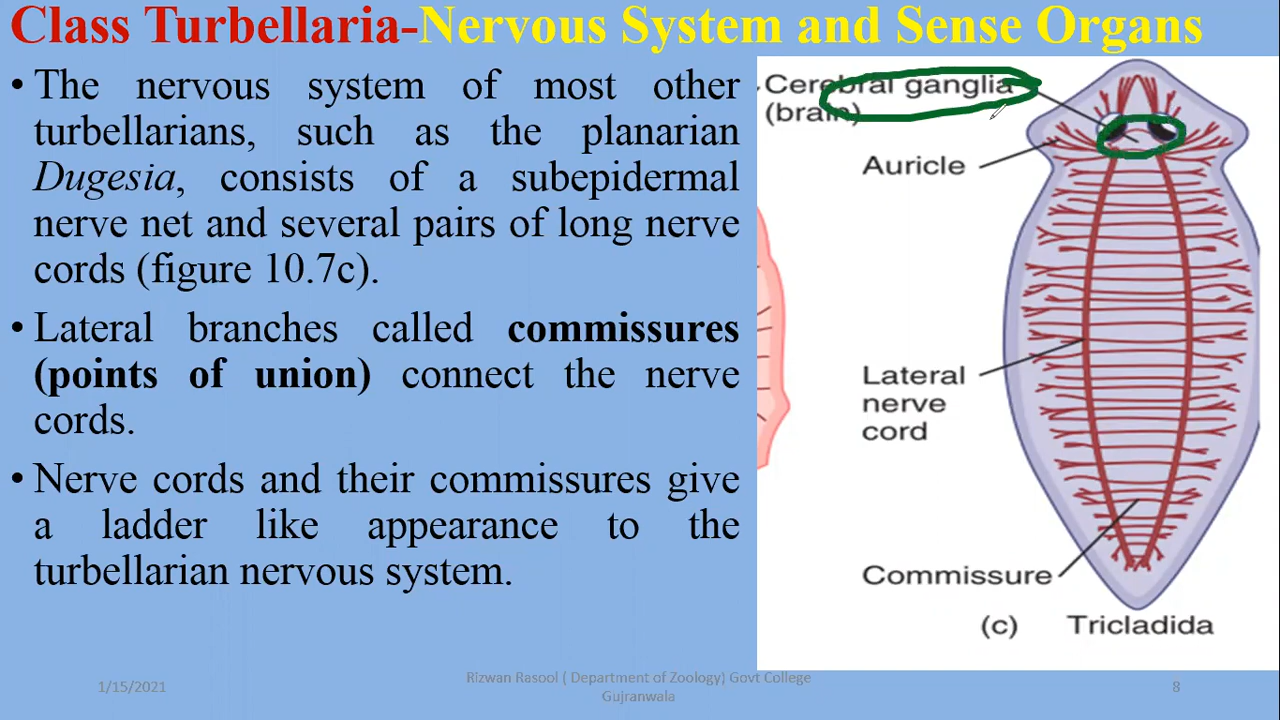 Class Turbellaria-Nervous System and Sense Organs
• The nervous system of most other
turbellarians, such as the planarian
Dugesia, consists of a subepidermal
nerve net and several pairs of long nerve
cords (figure 10.7c).
• Lateral branches called commissures
(points of union) connect the nerve
cords.
• Nerve cords and their commissures give
a ladder like appearance to the
turbellarian nervous system.
Cerebral ganglia
(brain)
Auricle
Lateral
nerve
cord
Commissure
(c) Tricladida
1/15/2021
Rizwan Rasool ( Department of Zoology) Govt College
Gujranwala
8